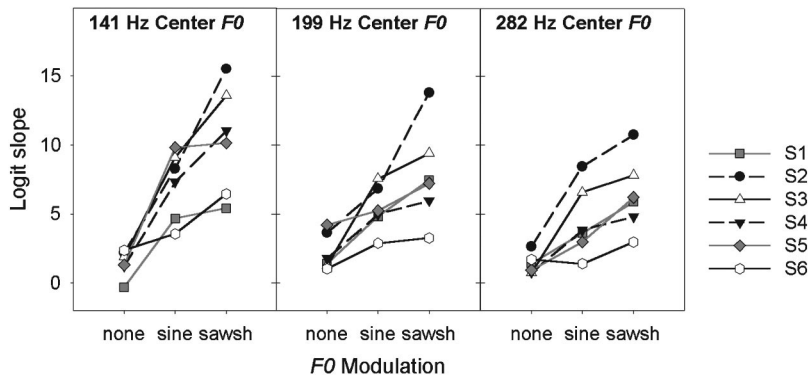 141 Hz Center F0
199 Hz Center F0
282 Hz Center F0
Logit slope
15
10
5
0
none sine sawsh
none sine sawsh
none sine sawsh
F0 Modulation
S1
S2
S3
S4
S5
S6